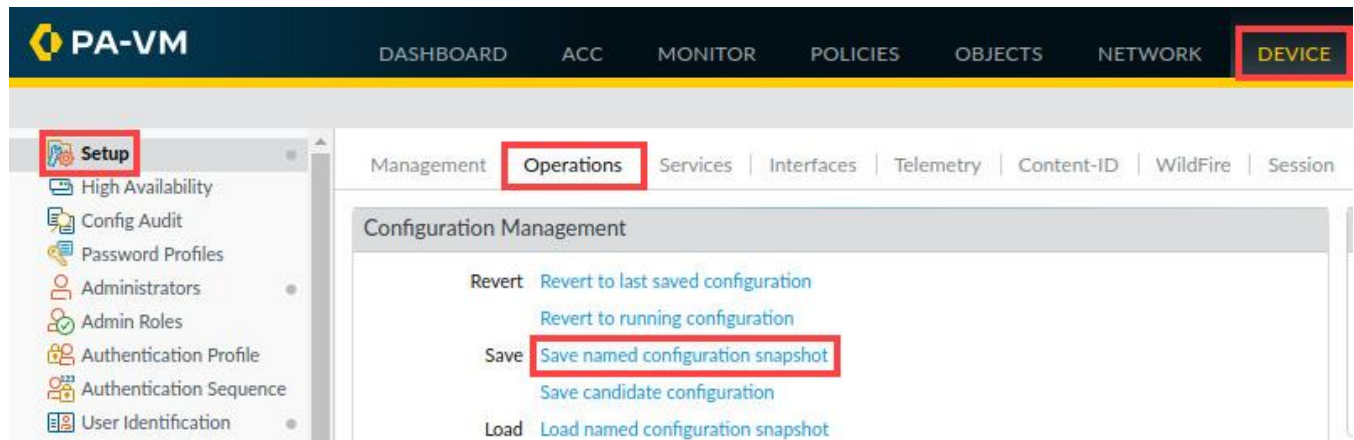 PA-VM
DASHBOARD ACC MONITOR POLICIES OBJECTS NETWORK DEVICE
Setup
High Availability
Config Audit
Password Profiles
Administrators
Admin Roles
Authentication Profile
Authentication Sequence
User Identification
Management Operations Services | Interfaces | Telemetry | Content-ID | WildFire | Session
Configuration Management
Revert Revert to last saved configuration
Revert to running configuration
Save Save named configuration snapshot
Save candidate configuration
Load Load named configuration snapshot